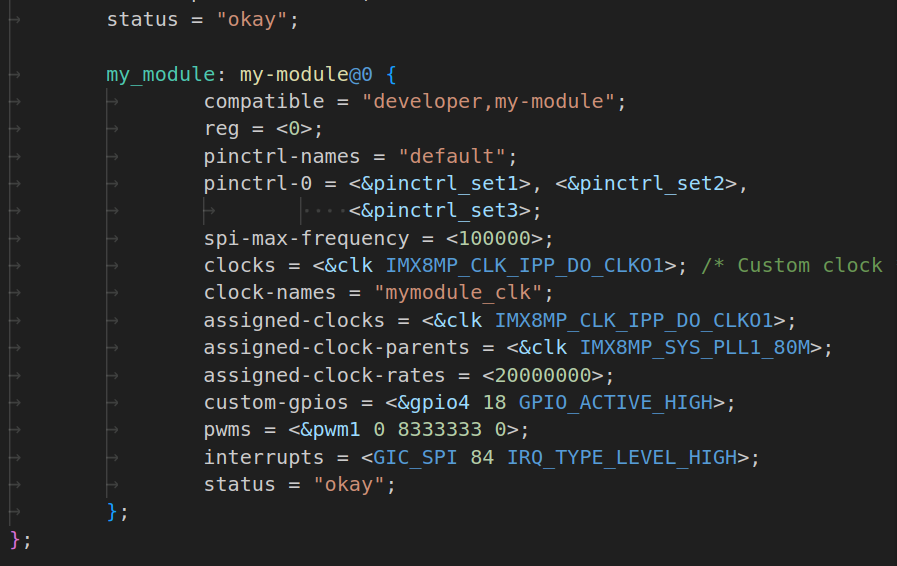 status = "okay";
my_module: my-module@0 {
compatible = "developer,my-module";
reg = <0>;
pinctrl-names = "default";
pinctrl-0 = <&pinctrl_set1>, <&pinctrl_set2>,
<&pinctrl_set3>;
spi-max-frequency = <100000>;
clocks = <&clk IMX8MP_CLK_IPP_DO_CLKO1>; /* Custom clock
clock-names = "mymodule_clk";
assigned-clocks = <&clk IMX8MP_CLK_IPP_DO_CLKO1>;
assigned-clock-parents = <&clk IMX8MP_SYS_PLL1_80M>;
assigned-clock-rates = <20000000>;
custom-gpios = <&gpio4 18 GPIO_ACTIVE_HIGH>;
pwms = <&pwm1 0 8333333 0>;
interrupts = <GIC_SPI 84 IRQ_TYPE_LEVEL_HIGH>;
status = "okay";
};
};